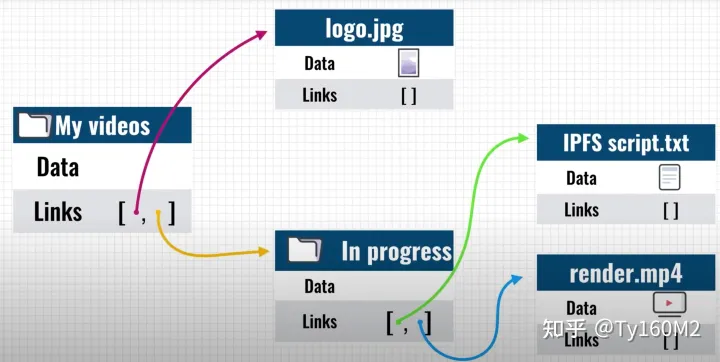 logo.jpg
Data
Links [ ]
My videos
Data
Links [ , ]
In progress
Data
Links [ , ]
IPFS script.txt
Data
Links [ ]
render.mp4
Data
Links [ ]
知乎 @Ty160M2